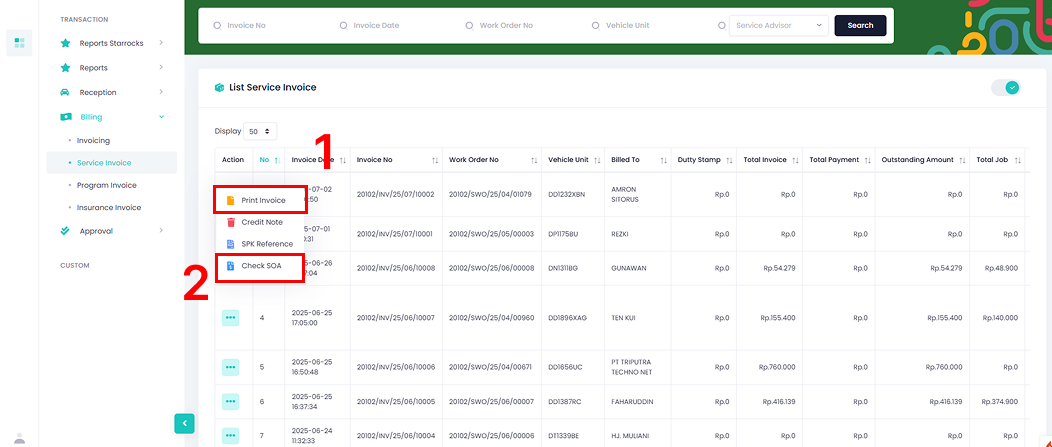 TRANSACTION
Reports Starrocks
Reports
Reception
Billing
Invoicing
Service Invoice
Program Invoice
Insurance Invoice
Approval
CUSTOM
Invoice No Invoice Date Work Order No Vehicle Unit Service Advisor Search
List Service Invoice
Display 50
1
Action No Invoice Date Invoice No Work Order No Vehicle Unit Billed To Dutty Stamp Total Invoice Total Payment Outstanding Amount Total Job
-07-02 20102/INV/25/07/10002 20102/SWO/25/04/01079 DD1232XBN AMRON Rp.0 Rp.0 Rp.0 Rp.0 Rp.0
:50 SITORUS
Print Invoice
Credit Note
5-07-01 20102/INV/25/07/10001 20102/SWO/25/05/00003 DP1175BU REZKI Rp.0 Rp.0 Rp.0 Rp.0 Rp.0
0:31
SPK Reference
Check SOA
2
-06-26 20102/INV/25/06/10008 20102/SWO/25/06/00008 DN1311BG GUNAWAN Rp.0 Rp.54.279 Rp.0 Rp.54.279 Rp.48.900
7:04
4 2025-06-25 20102/INV/25/06/10007 20102/SWO/25/04/00960 DD1896XAG TEN KUI Rp.0 Rp.155.400 Rp.0 Rp.155.400 Rp.140.000
17:05:00
5 2025-06-25 20102/INV/25/06/10006 20102/SWO/25/04/00671 DD1656UC PT TRIPUTRA Rp.0 Rp.760.000 Rp.0 Rp.760.000 Rp.0
16:50:48 TECHNO NET
6 2025-06-25 20102/INV/25/06/10005 20102/SWO/25/06/00007 DD1387RC FAHARUDDIN Rp.0 Rp.416.139 Rp.0 Rp.416.139 Rp.374.900
16:37:34
7 2025-06-24 20102/INV/25/06/10004 20102/SWO/25/06/00006 DT1339BE HJ. MULIANI Rp.0 Rp.0 Rp.0 Rp.0 Rp.0
11:32:33